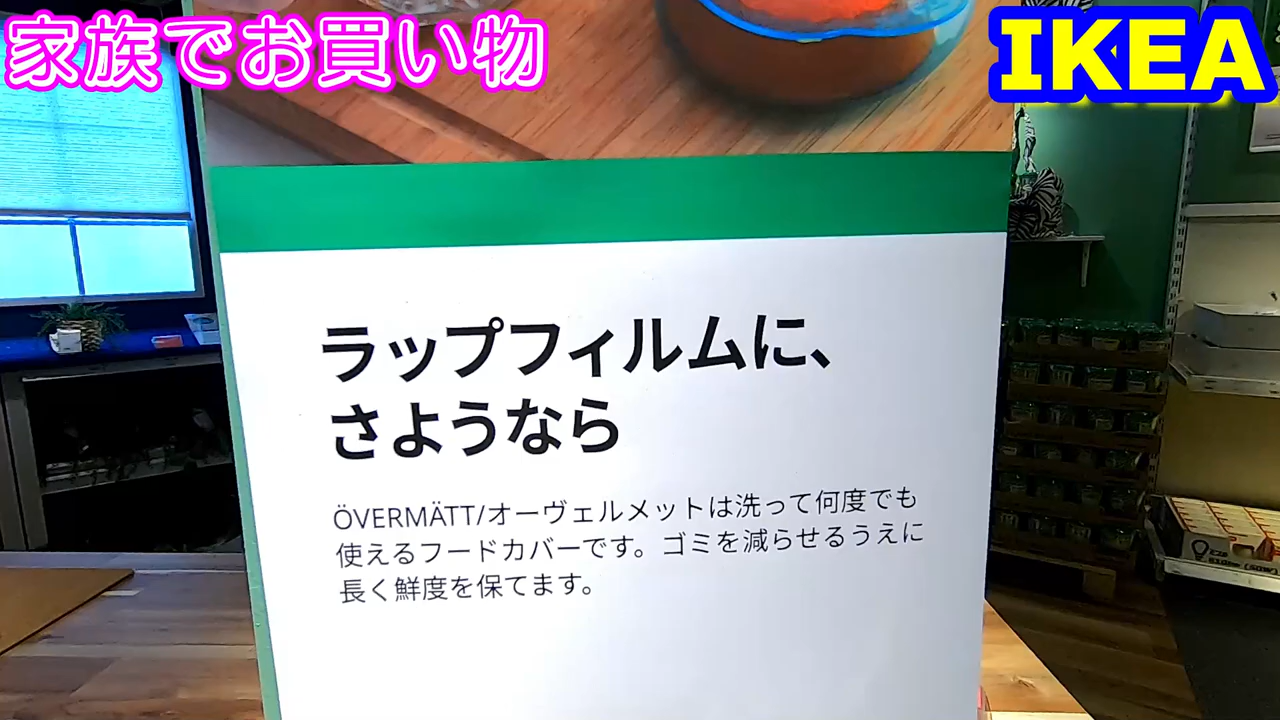 家族でお買い物
IKEA
ラップフィルムに、
さようなら
ÖVERMÄTT/オーヴェルメットは洗って何度でも
使えるフードカバーです。ゴミを減らせるうえに
長く鮮度を保てます。